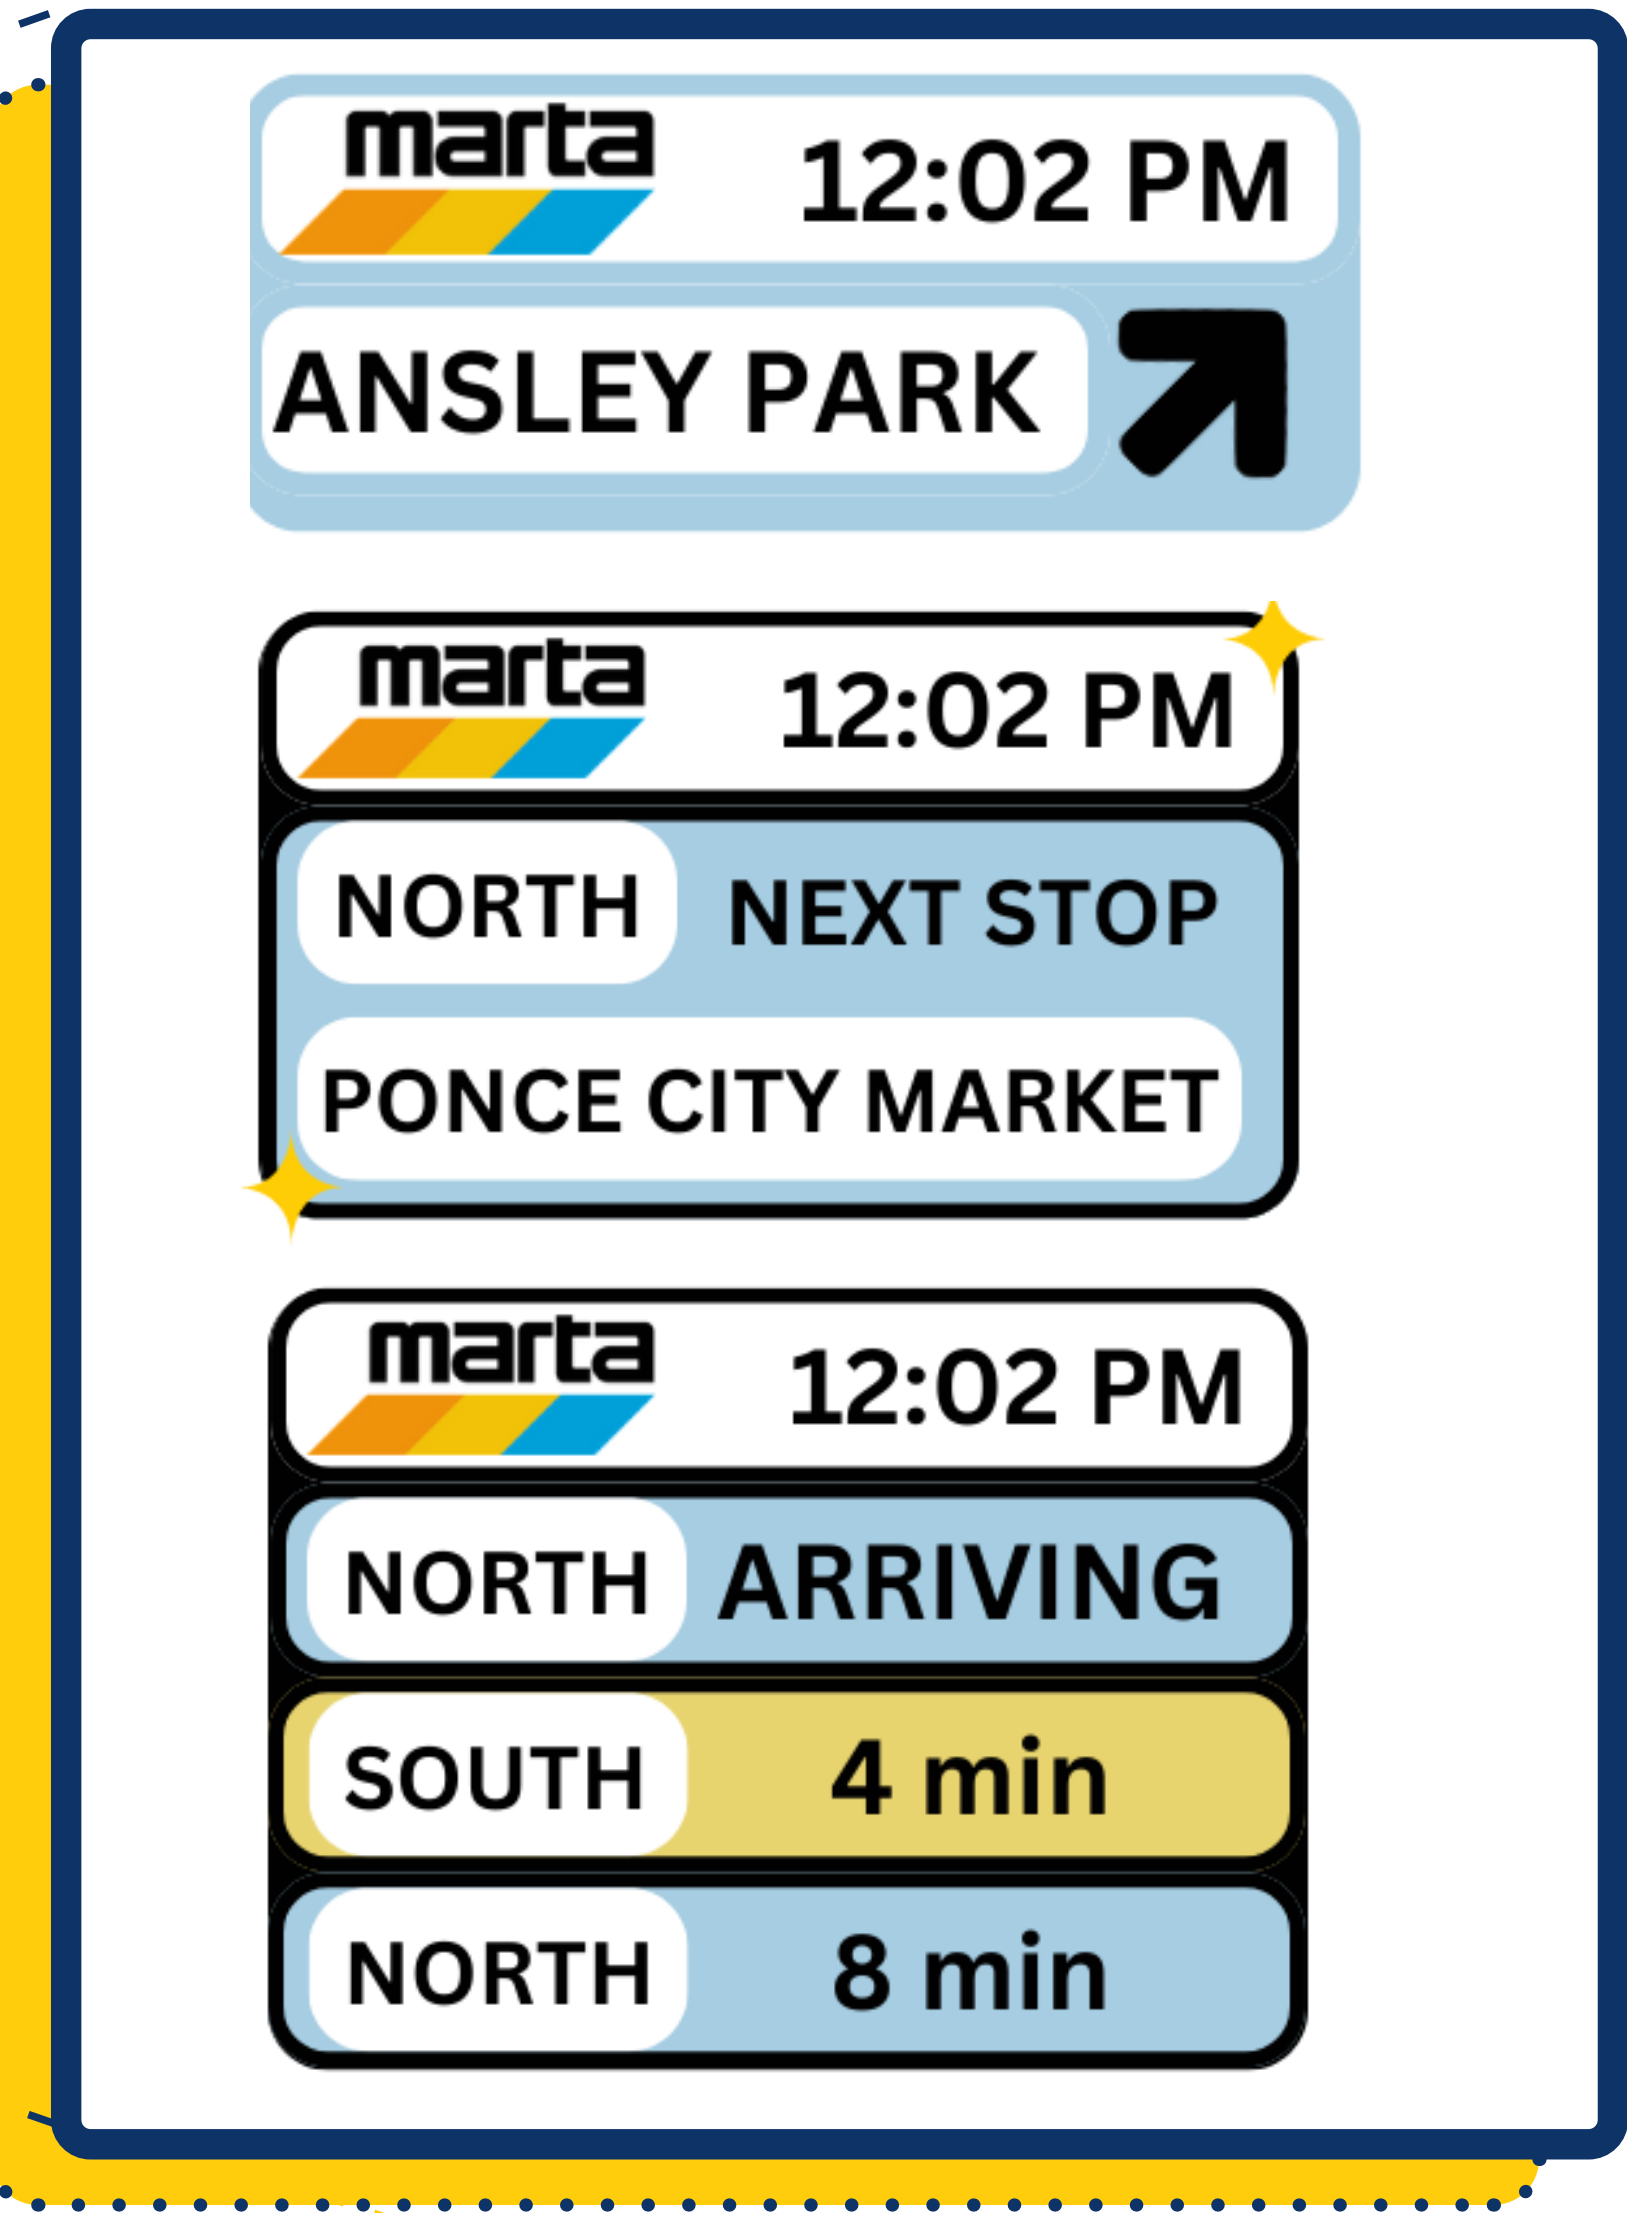 marta 12:02 PM
ANSLEY PARK
marta 12:02 PM
NORTH NEXT STOP
PONCE CITY MARKET
marta 12:02 PM
NORTH ARRIVING
SOUTH 4 min
NORTH 8 min